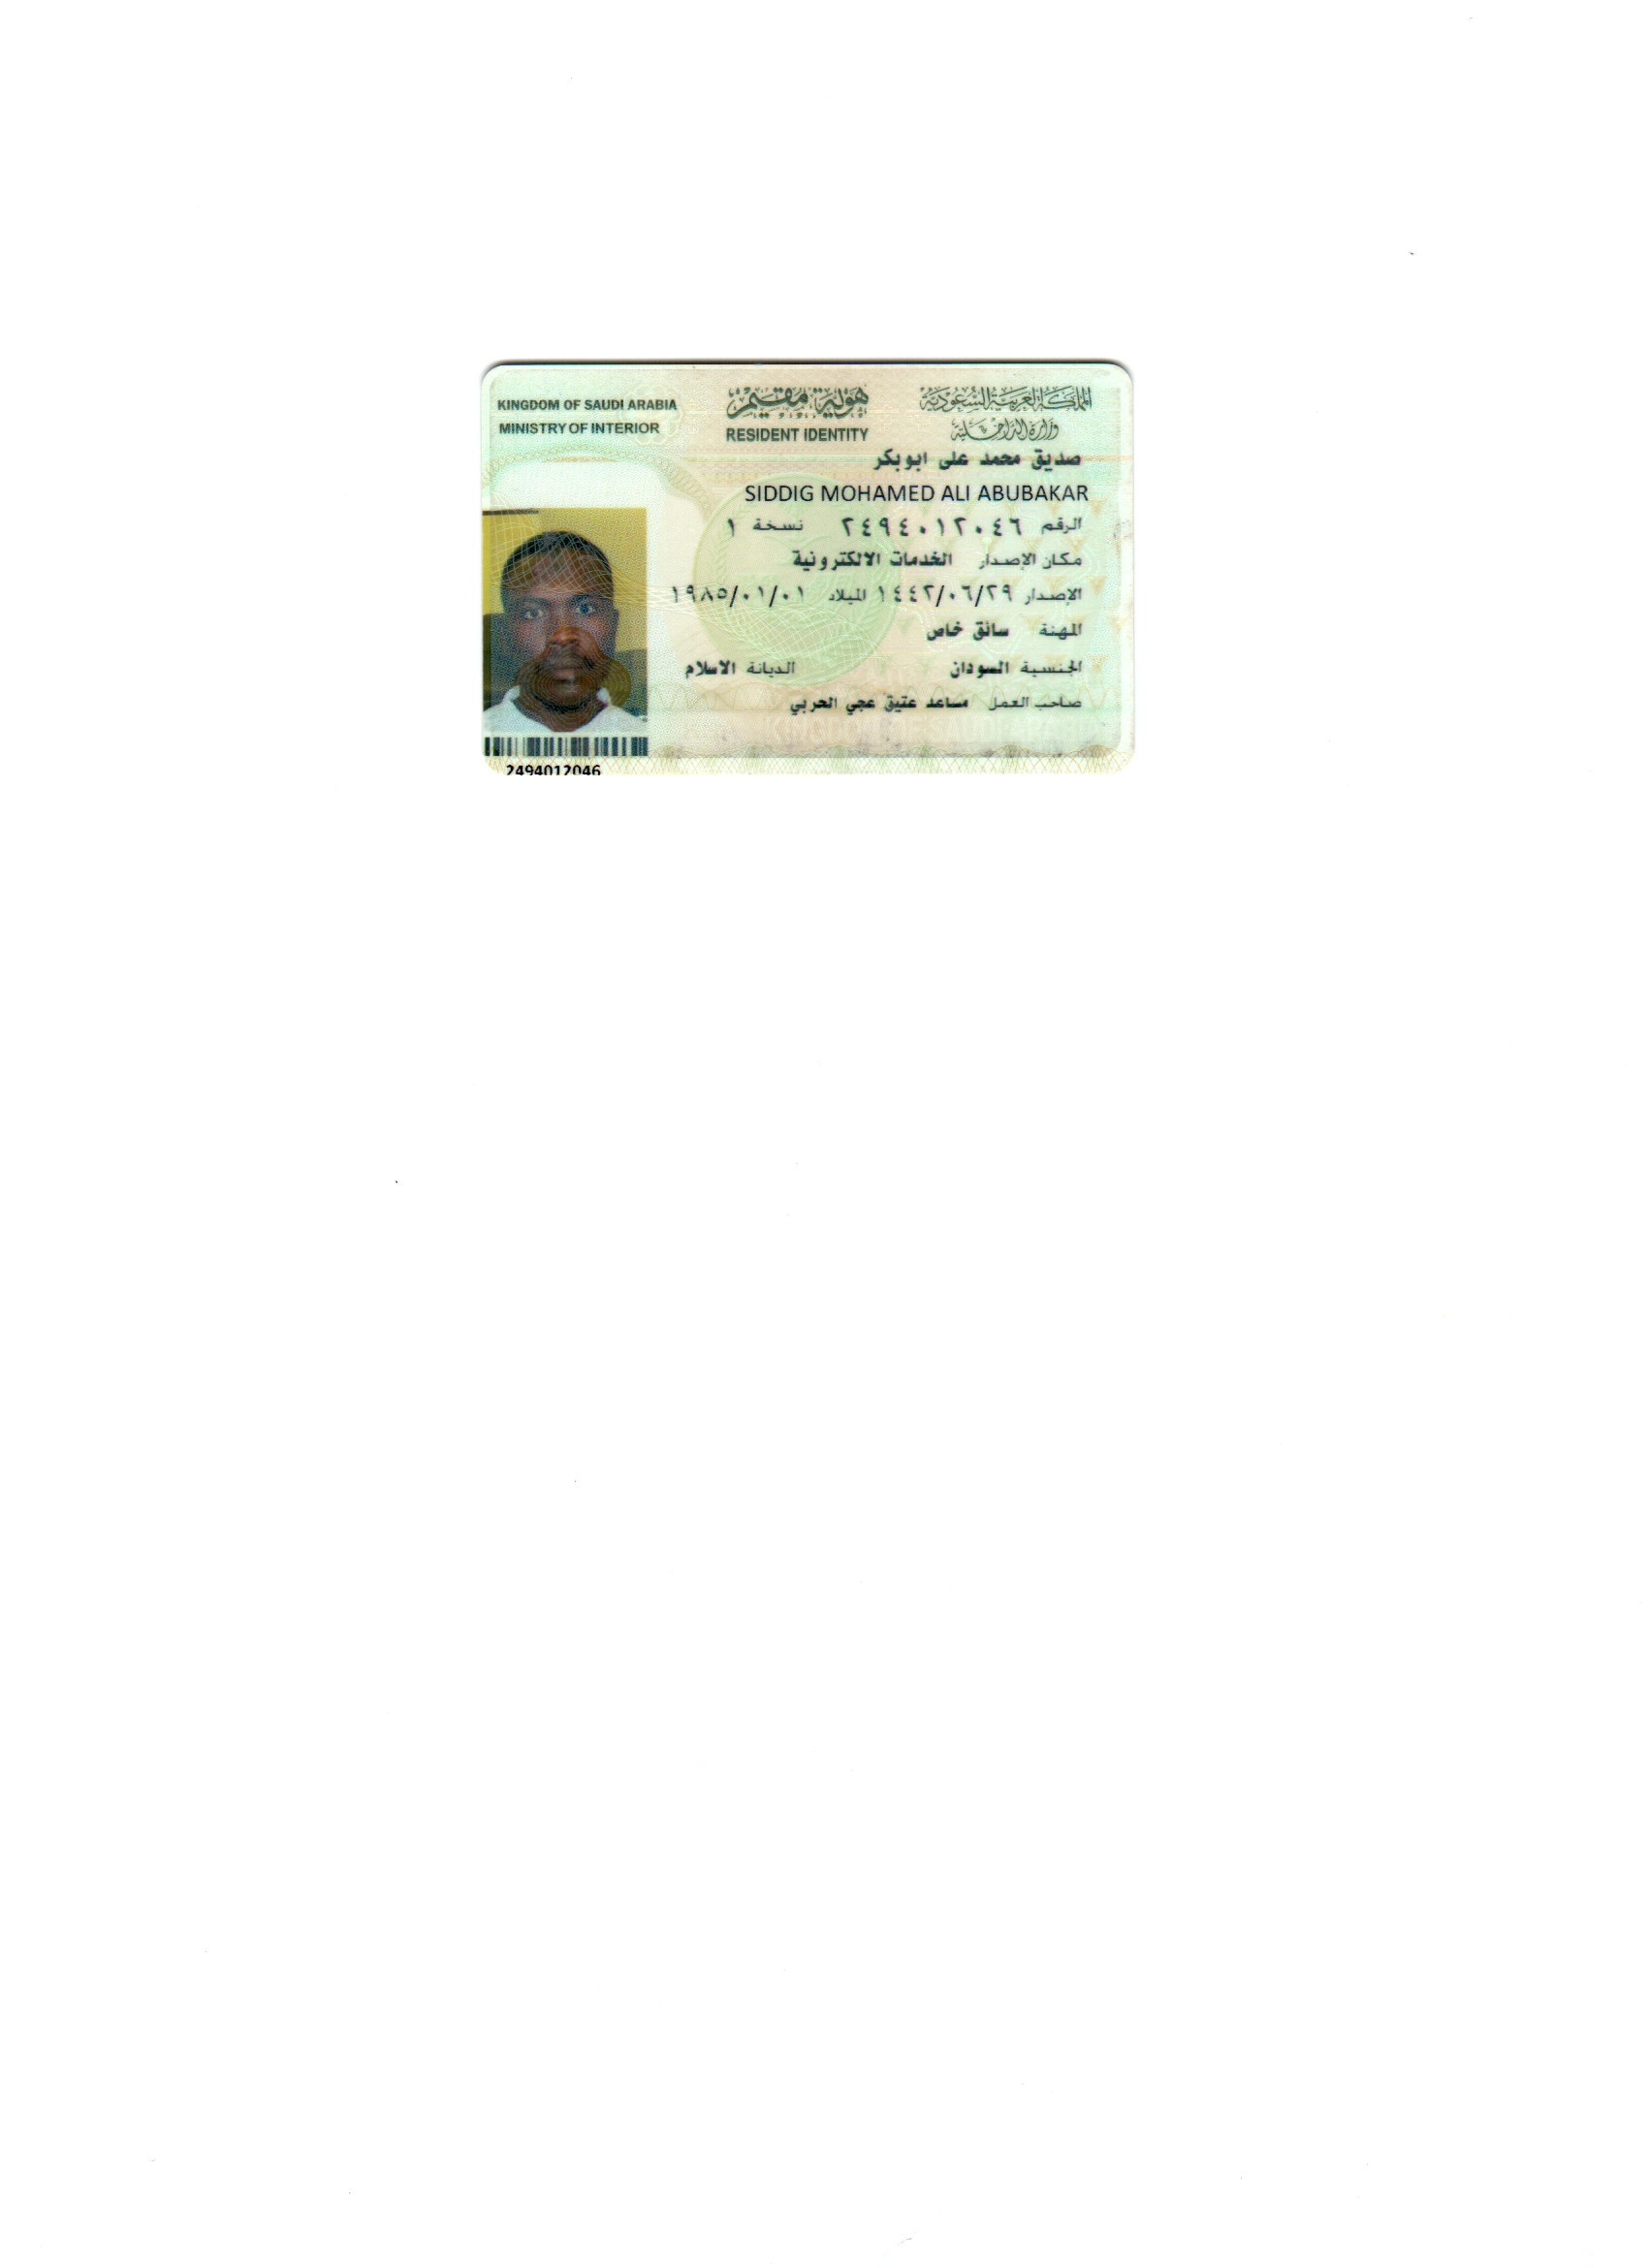 KINGDOM OF SAUDI ARABIA
MINISTRY OF INTERIOR
هوية مقيم
RESIDENT IDENTITY
المملكة العربية السعودية
وزارة الداخلية
صديق محمد على ابوبكر
SIDDIG MOHAMED ALI ABUBAKAR
الرقم ٢٤٩٤٠١٢٠٤٦ نسخة ١
مكان الإصدار الخدمات الالكترونية
الإصدار ١٤٤٢/٠٦/٢٩ الميلاد ١٩٨٥/٠١/٠١
المهنة سائق خاص
الجنسية السودان الديانة الاسلام
صاحب العمل مساعد عتيق عجي الحربي
2494012046